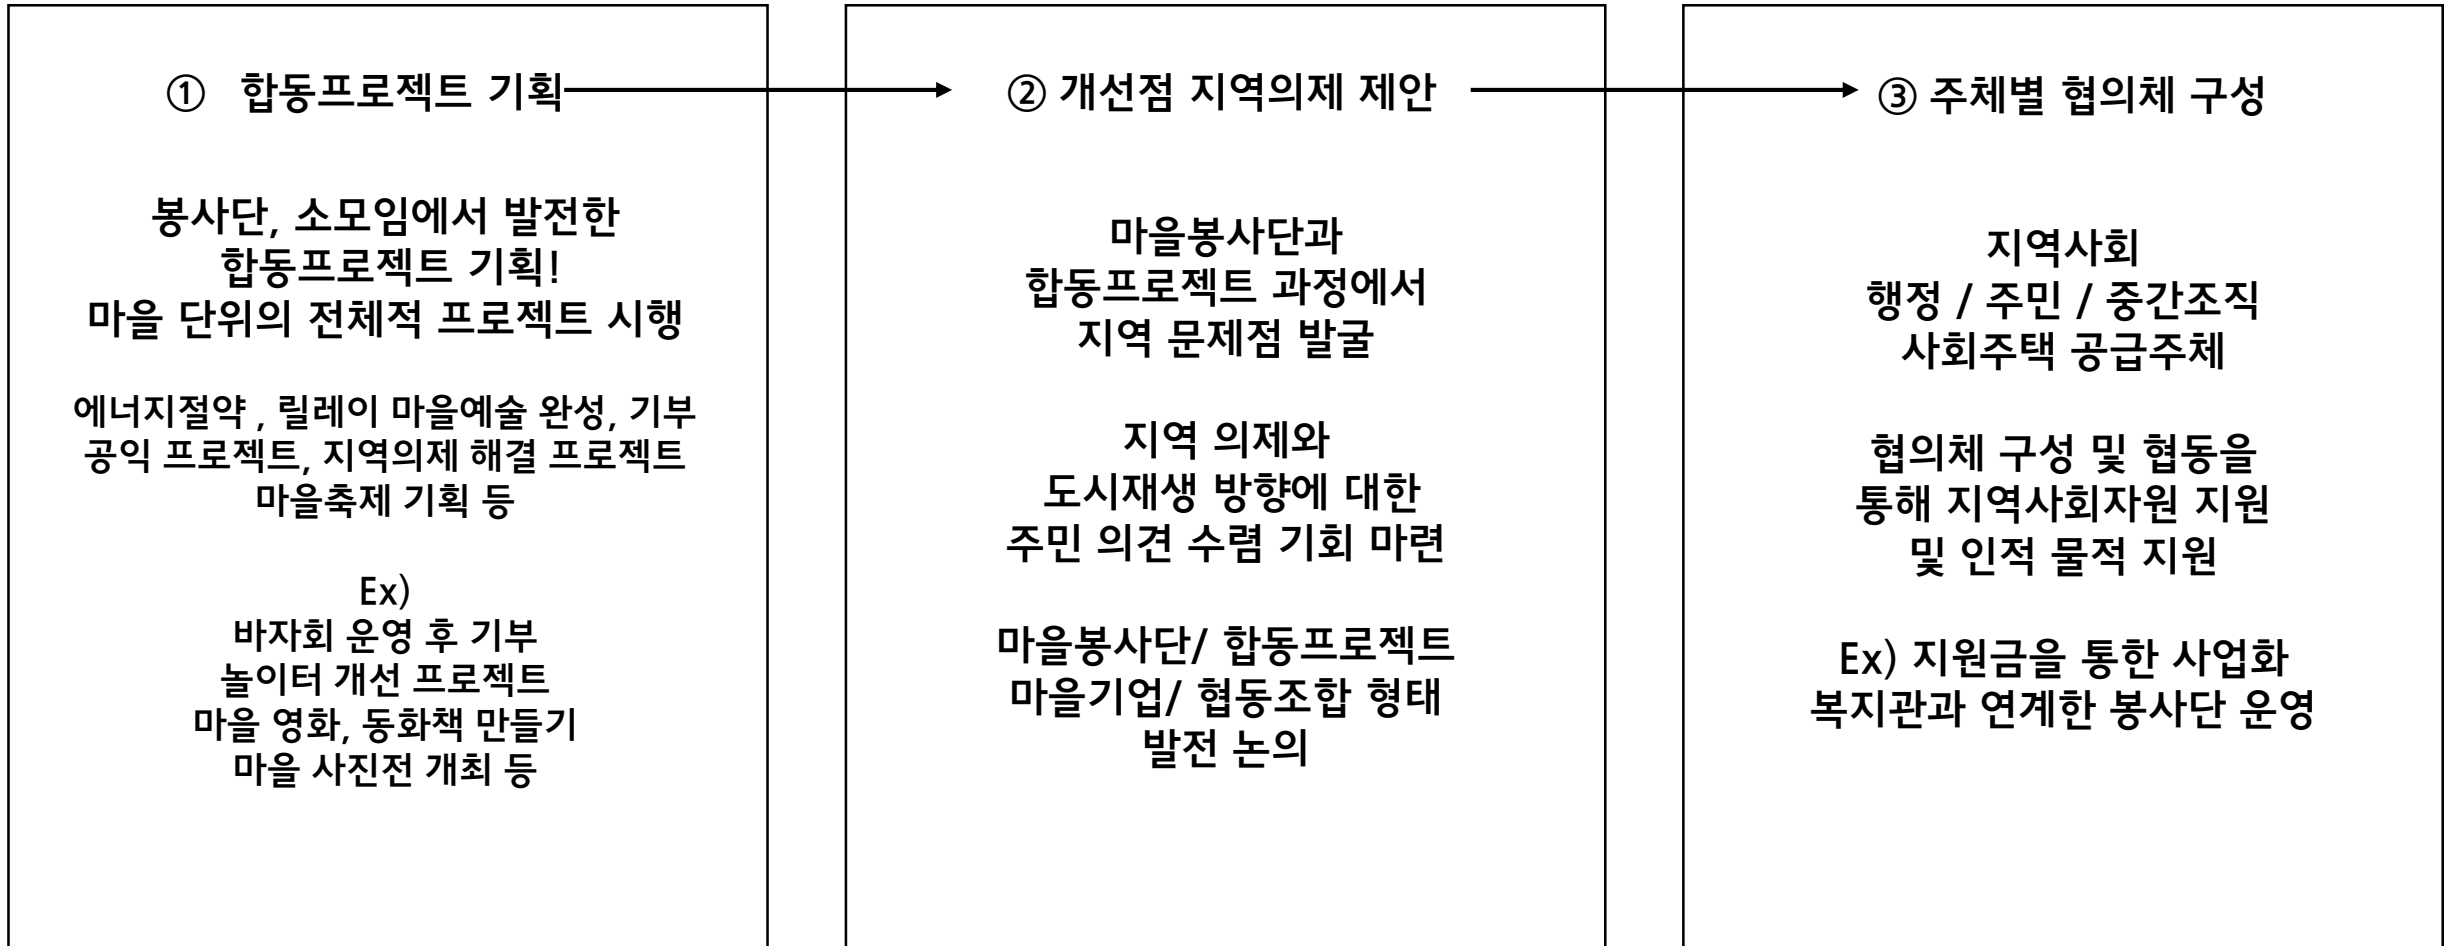 ① 합동프로젝트 기획
봉사단, 소모임에서 발전한
합동프로젝트 기획!
마을 단위의 전체적 프로젝트 시행
에너지절약 , 릴레이 마을예술 완성, 기부
공익 프로젝트, 지역의제 해결 프로젝트
마을축제 기획 등
Ex)
바자회 운영 후 기부
놀이터 개선 프로젝트
마을 영화, 동화책 만들기
마을 사진전 개최 등
② 개선점 지역의제 제안
마을봉사단과
합동프로젝트 과정에서
지역 문제점 발굴
지역 의제와
도시재생 방향에 대한
주민 의견 수렴 기회 마련
마을봉사단/ 합동프로젝트
마을기업/ 협동조합 형태
발전 논의
③ 주체별 협의체 구성
지역사회
행정 / 주민 / 중간조직
사회주택 공급주체
협의체 구성 및 협동을
통해 지역사회자원 지원
및 인적 물적 지원
Ex) 지원금을 통한 사업화
복지관과 연계한 봉사단 운영